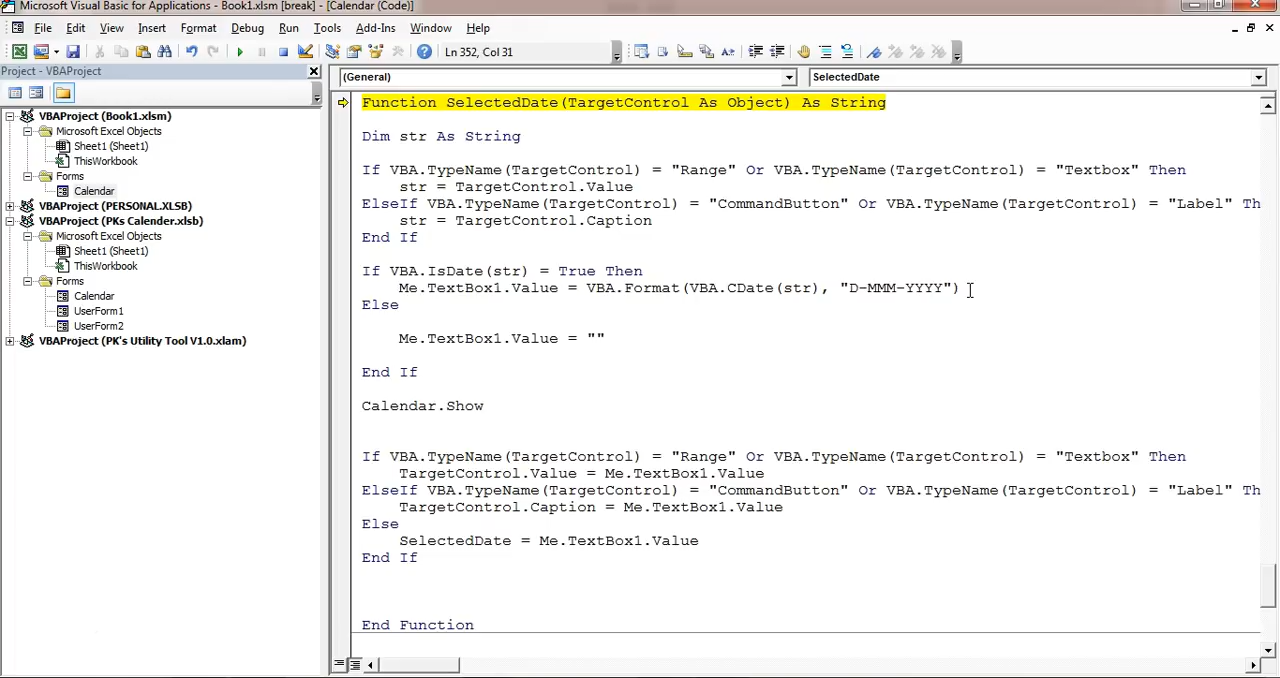 Microsoft Visual Basic for Applications - Book1.xlsm [break] - [Calendar (Code)]
File Edit View Insert Format Debug Run Tools Add-Ins Window Help
Ln 352, Col 31
Project - VBAProject
VBAProject (Book1.xlsm)
Microsoft Excel Objects
Sheet1 (Sheet1)
ThisWorkbook
Forms
Calendar
VBAProject (PERSONAL.XLSB)
VBAProject (PKs Calender.xlsb)
Microsoft Excel Objects
Sheet1 (Sheet1)
ThisWorkbook
Forms
Calendar
UserForm1
UserForm2
VBAProject (PK's Utility Tool V1.0.xlam)
(General) SelectedDate
Function SelectedDate(TargetControl As Object) As String
Dim str As String
If VBA.TypeName(TargetControl) = "Range" Or VBA.TypeName(TargetControl) = "Textbox" Then
str = TargetControl.Value
ElseIf VBA.TypeName(TargetControl) = "CommandButton" Or VBA.TypeName(TargetControl) = "Label" Th
str = TargetControl.Caption
End If
If VBA.IsDate(str) = True Then
Me.TextBox1.Value = VBA.Format(VBA.CDate(str), "D-MMM-YYYY")
Else
Me.TextBox1.Value = ""
End If
Calendar.Show
If VBA.TypeName(TargetControl) = "Range" Or VBA.TypeName(TargetControl) = "Textbox" Then
TargetControl.Value = Me.TextBox1.Value
ElseIf VBA.TypeName(TargetControl) = "CommandButton" Or VBA.TypeName(TargetControl) = "Label" Th
TargetControl.Caption = Me.TextBox1.Value
Else
SelectedDate = Me.TextBox1.Value
End If
End Function